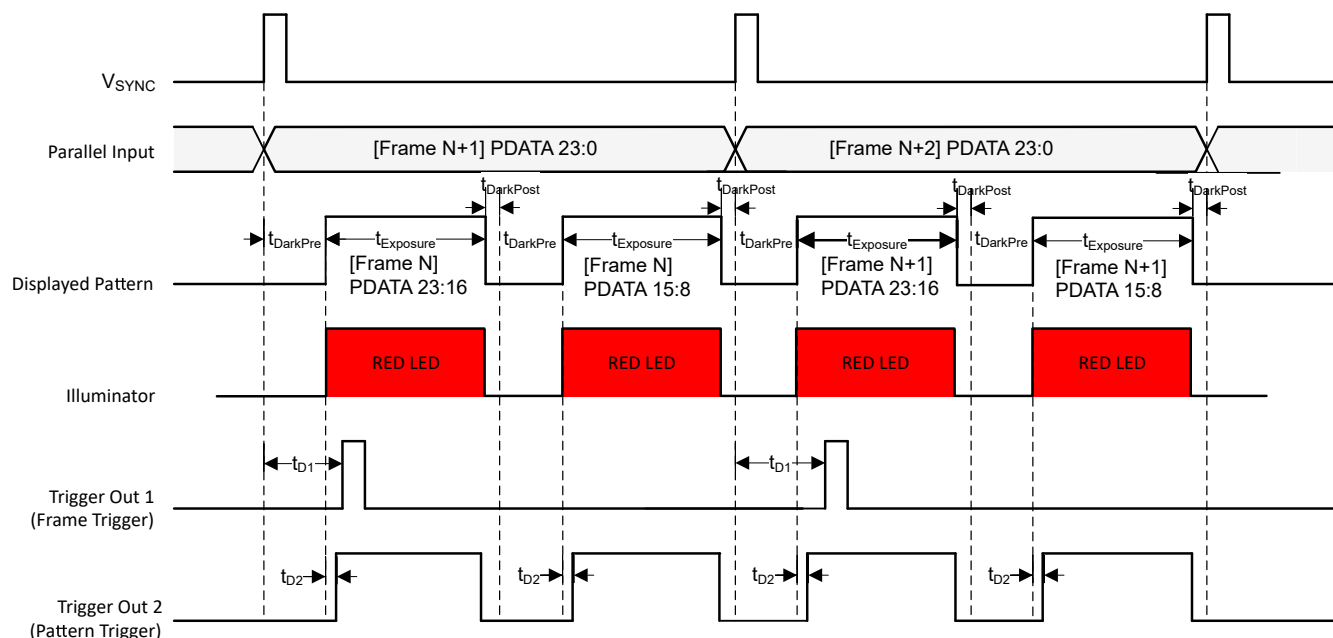 VSYNC
Parallel Input
[Frame N+1] PDATA 23:0
[Frame N+2] PDATA 23:0
tDarkPost
tDarkPost
tDarkPost
tDarkPost
Displayed Pattern
tDarkPre
tExposure
tDarkPre
tExposure
tDarkPre
tExposure
tDarkPre
tExposure
[Frame N]
PDATA 23:16
[Frame N]
PDATA 15:8
[Frame N+1]
PDATA 23:16
[Frame N+1]
PDATA 15:8
Illuminator
RED LED
RED LED
RED LED
RED LED
tD1
tD1
Trigger Out 1
(Frame Trigger)
tD2
tD2
tD2
tD2
Trigger Out 2
(Pattern Trigger)